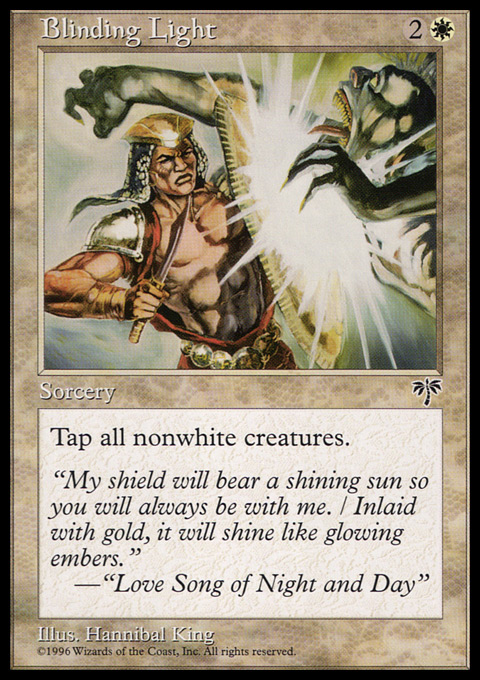 Blinding Light 2
Sorcery
Tap all nonwhite creatures.
“My shield will bear a shining sun so
you will always be with me. / Inlaid
with gold, it will shine like glowing
embers.”
—“Love Song of Night and Day”
Illus. Hannibal King
©1996 Wizards of the Coast, Inc. All rights reserved.